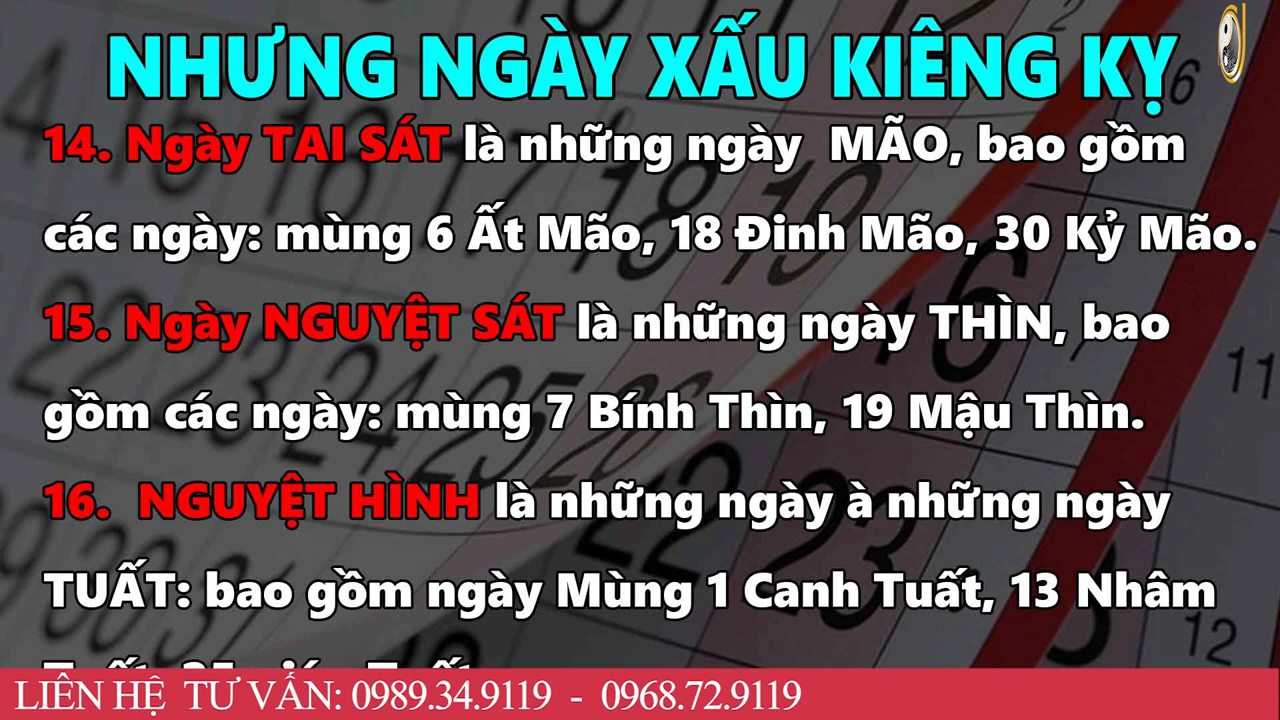 NHƯNG NGÀY XẤU KIÊNG KỴ
14. Ngày TAI SÁT là những ngày MÃO, bao gồm
các ngày: mùng 6 Ất Mão, 18 Đinh Mão, 30 Kỷ Mão.
15. Ngày NGUYỆT SÁT là những ngày THÌN, bao
gồm các ngày: mùng 7 Bính Thìn, 19 Mậu Thìn.
16. NGUYỆT HÌNH là những ngày à những ngày
TUẤT: bao gồm ngày Mùng 1 Canh Tuất, 13 Nhâm
LIÊN HỆ TƯ VẤN: 0989.34.9119 - 0968.72.9119